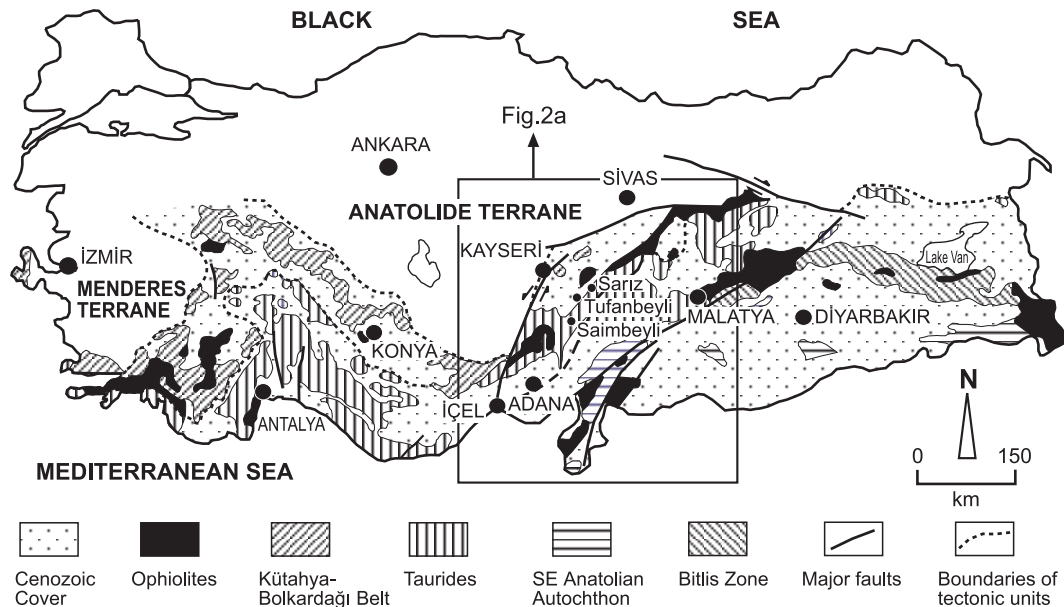 BLACK SEA
Fig.2a
ANKARA
SİVAS
ANATOLIDE TERRANE
KAYSERİ
İZMİR
Lake Van
MENDERES
TERRANE
Sarız
Tufanbeyli
MALATYA
DİYARBAKIR
Saimbeyli
KONYA
N
İÇEL
ADANA
ANTALYA
MEDITERRANEAN SEA
0 150
km
Cenozoic
Cover
Ophiolites
Kütahya-
Bolkardağı Belt
Taurides
SE Anatolian
Autochthon
Bitlis Zone
Major faults
Boundaries of
tectonic units